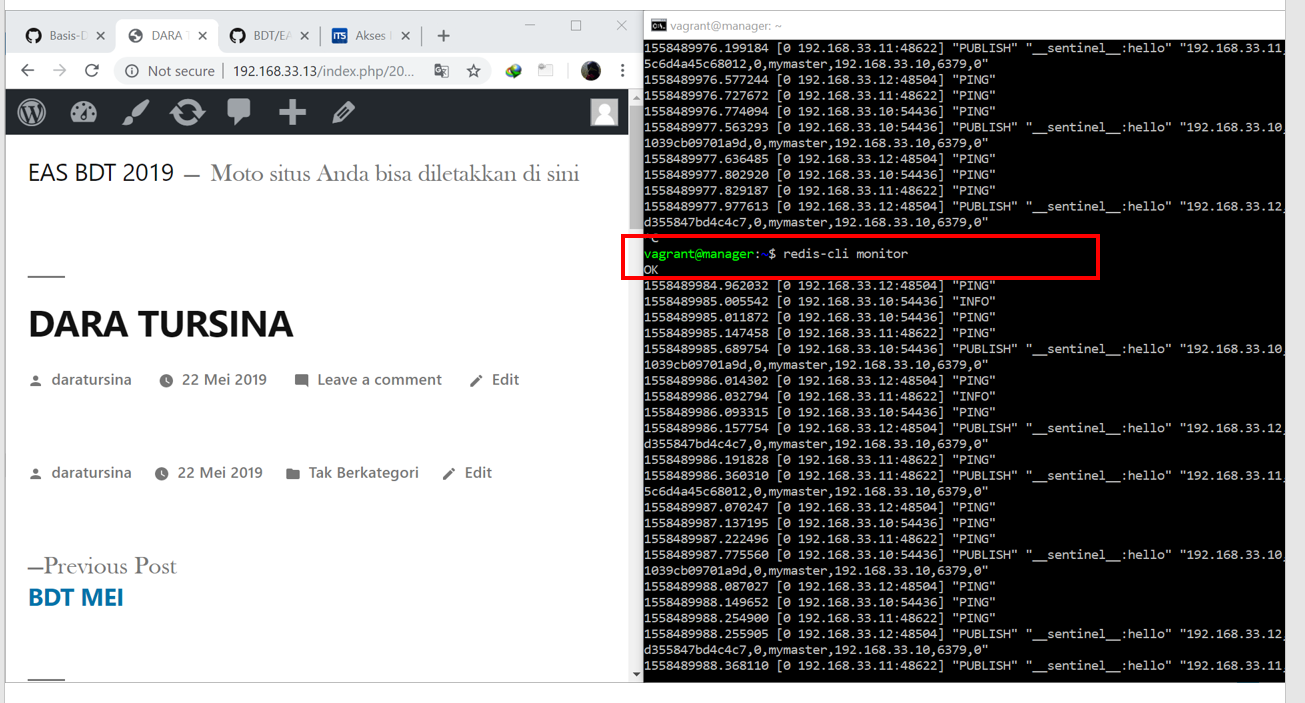 Basis-D
DARA T
BDT/EA
ITS Akses
Not secure | 192.168.33.13/index.php/20...
EAS BDT 2019 — Moto situs Anda bisa diletakkan di sini
DARA TURSINA
daratursina 22 Mei 2019 Leave a comment Edit
daratursina 22 Mei 2019 Tak Berkategori Edit
—Previous Post
BDT MEI
vagrant@manager: ~
1558489976.199184 [0 192.168.33.11:48622] "PUBLISH" "__sentinel__:hello" "192.168.33.11,
5c6d4a45c68012,0,mymaster,192.168.33.10,6379,0"
1558489976.577244 [0 192.168.33.12:48504] "PING"
1558489976.727672 [0 192.168.33.11:48622] "PING"
1558489976.774094 [0 192.168.33.10:54436] "PING"
1558489977.563293 [0 192.168.33.10:54436] "PUBLISH" "__sentinel__:hello" "192.168.33.10,
1039cb09701a9d,0,mymaster,192.168.33.10,6379,0"
1558489977.636485 [0 192.168.33.12:48504] "PING"
1558489977.802920 [0 192.168.33.10:54436] "PING"
1558489977.829187 [0 192.168.33.11:48622] "PING"
1558489977.977613 [0 192.168.33.12:48504] "PUBLISH" "__sentinel__:hello" "192.168.33.12,
d355847bd4c4c7,0,mymaster,192.168.33.10,6379,0"
^C
vagrant@manager:~$ redis-cli monitor
OK
1558489984.962032 [0 192.168.33.12:48504] "PING"
1558489985.005542 [0 192.168.33.10:54436] "INFO"
1558489985.011872 [0 192.168.33.10:54436] "PING"
1558489985.147458 [0 192.168.33.11:48622] "PING"
1558489985.689754 [0 192.168.33.10:54436] "PUBLISH" "__sentinel__:hello" "192.168.33.10,
1039cb09701a9d,0,mymaster,192.168.33.10,6379,0"
1558489986.014302 [0 192.168.33.12:48504] "PING"
1558489986.032794 [0 192.168.33.11:48622] "INFO"
1558489986.093315 [0 192.168.33.10:54436] "PING"
1558489986.157754 [0 192.168.33.12:48504] "PUBLISH" "__sentinel__:hello" "192.168.33.12,
d355847bd4c4c7,0,mymaster,192.168.33.10,6379,0"
1558489986.191828 [0 192.168.33.11:48622] "PING"
1558489986.360310 [0 192.168.33.11:48622] "PUBLISH" "__sentinel__:hello" "192.168.33.11,
5c6d4a45c68012,0,mymaster,192.168.33.10,6379,0"
1558489987.070247 [0 192.168.33.12:48504] "PING"
1558489987.137195 [0 192.168.33.10:54436] "PING"
1558489987.222496 [0 192.168.33.11:48622] "PING"
1558489987.775560 [0 192.168.33.10:54436] "PUBLISH" "__sentinel__:hello" "192.168.33.10,
1039cb09701a9d,0,mymaster,192.168.33.10,6379,0"
1558489988.087027 [0 192.168.33.12:48504] "PING"
1558489988.149652 [0 192.168.33.10:54436] "PING"
1558489988.254900 [0 192.168.33.11:48622] "PING"
1558489988.255905 [0 192.168.33.12:48504] "PUBLISH" "__sentinel__:hello" "192.168.33.12,
d355847bd4c4c7,0,mymaster,192.168.33.10,6379,0"
1558489988.368110 [0 192.168.33.11:48622] "PUBLISH" "__sentinel__:hello" "192.168.33.11,